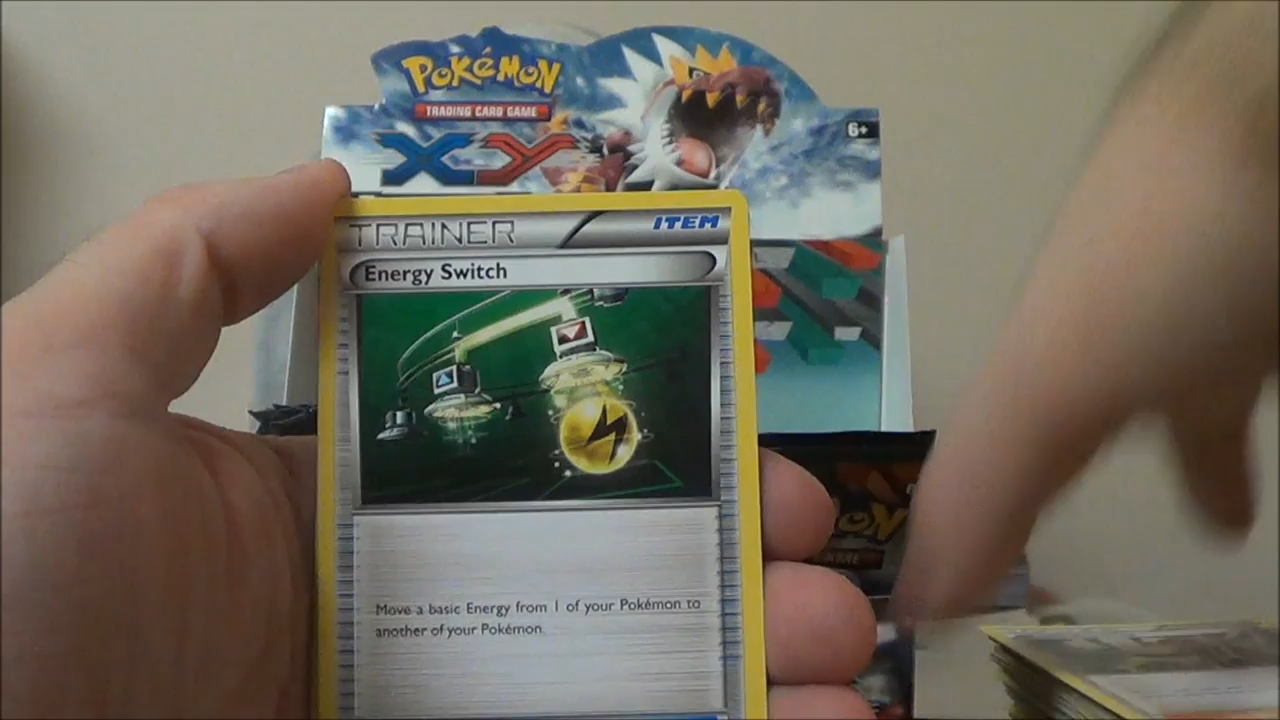 POKÉMON
TRADING CARD GAME
XY
6+
TRAINER
ITEM
Energy Switch
Move a basic Energy from 1 of your Pokémon to
another of your Pokémon.